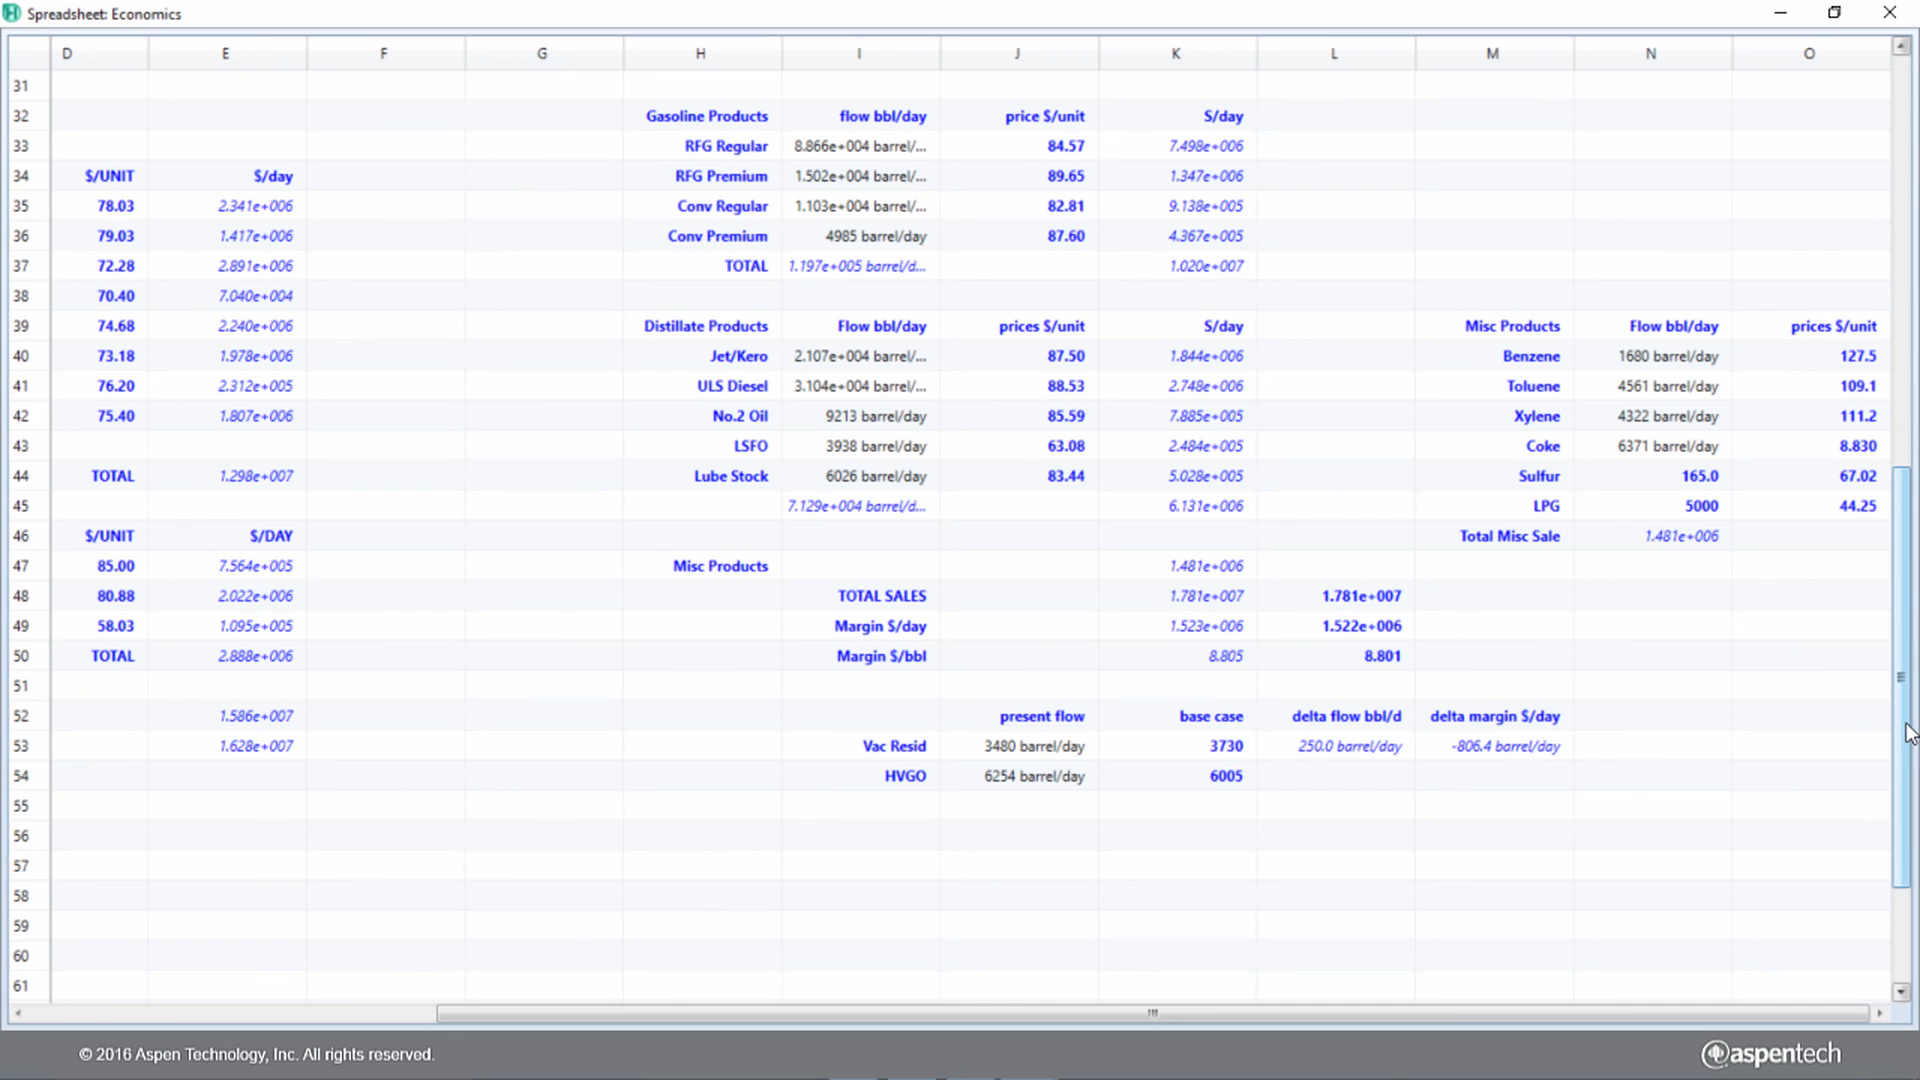 Spreadsheet: Economics
D E F G H I J K L M N O
31
32 Gasoline Products flow bbl/day price $/unit S/day
33 RFG Regular 8.866e+004 barrel/... 84.57 7.498e+006
34 $/UNIT $/day RFG Premium 1.502e+004 barrel/... 89.65 1.347e+006
35 78.03 2.341e+006 Conv Regular 1.103e+004 barrel/... 82.81 9.138e+005
36 79.03 1.417e+006 Conv Premium 4985 barrel/day 87.60 4.367e+005
37 72.28 2.891e+006 TOTAL 1.197e+005 barrel/d... 1.020e+007
38 70.40 7.040e+004
39 74.68 2.240e+006 Distillate Products Flow bbl/day prices $/unit S/day Misc Products Flow bbl/day prices $/unit
40 73.18 1.978e+006 Jet/Kero 2.107e+004 barrel/... 87.50 1.844e+006 Benzene 1680 barrel/day 127.5
41 76.20 2.312e+005 ULS Diesel 3.104e+004 barrel/... 88.53 2.748e+006 Toluene 4561 barrel/day 109.1
42 75.40 1.807e+006 No.2 Oil 9213 barrel/day 85.59 7.885e+005 Xylene 4322 barrel/day 111.2
43 LSFO 3938 barrel/day 63.08 2.484e+005 Coke 6371 barrel/day 8.830
44 TOTAL 1.298e+007 Lube Stock 6026 barrel/day 83.44 5.028e+005 Sulfur 165.0 67.02
45 7.129e+004 barrel/d... 6.131e+006 LPG 5000 44.25
46 $/UNIT $/DAY Total Misc Sale 1.481e+006
47 85.00 7.564e+005 Misc Products 1.481e+006
48 80.88 2.022e+006 TOTAL SALES 1.781e+007 1.781e+007
49 58.03 1.095e+005 Margin $/day 1.523e+006 1.522e+006
50 TOTAL 2.888e+006 Margin $/bbl 8.805 8.801
51
52 1.586e+007 present flow base case delta flow bbl/d delta margin $/day
53 1.628e+007 Vac Resid 3480 barrel/day 3730 250.0 barrel/day -806.4 barrel/day
54 HVGO 6254 barrel/day 6005
55
56
57
58
59
60
61
© 2016 Aspen Technology, Inc. All rights reserved.
aspentech